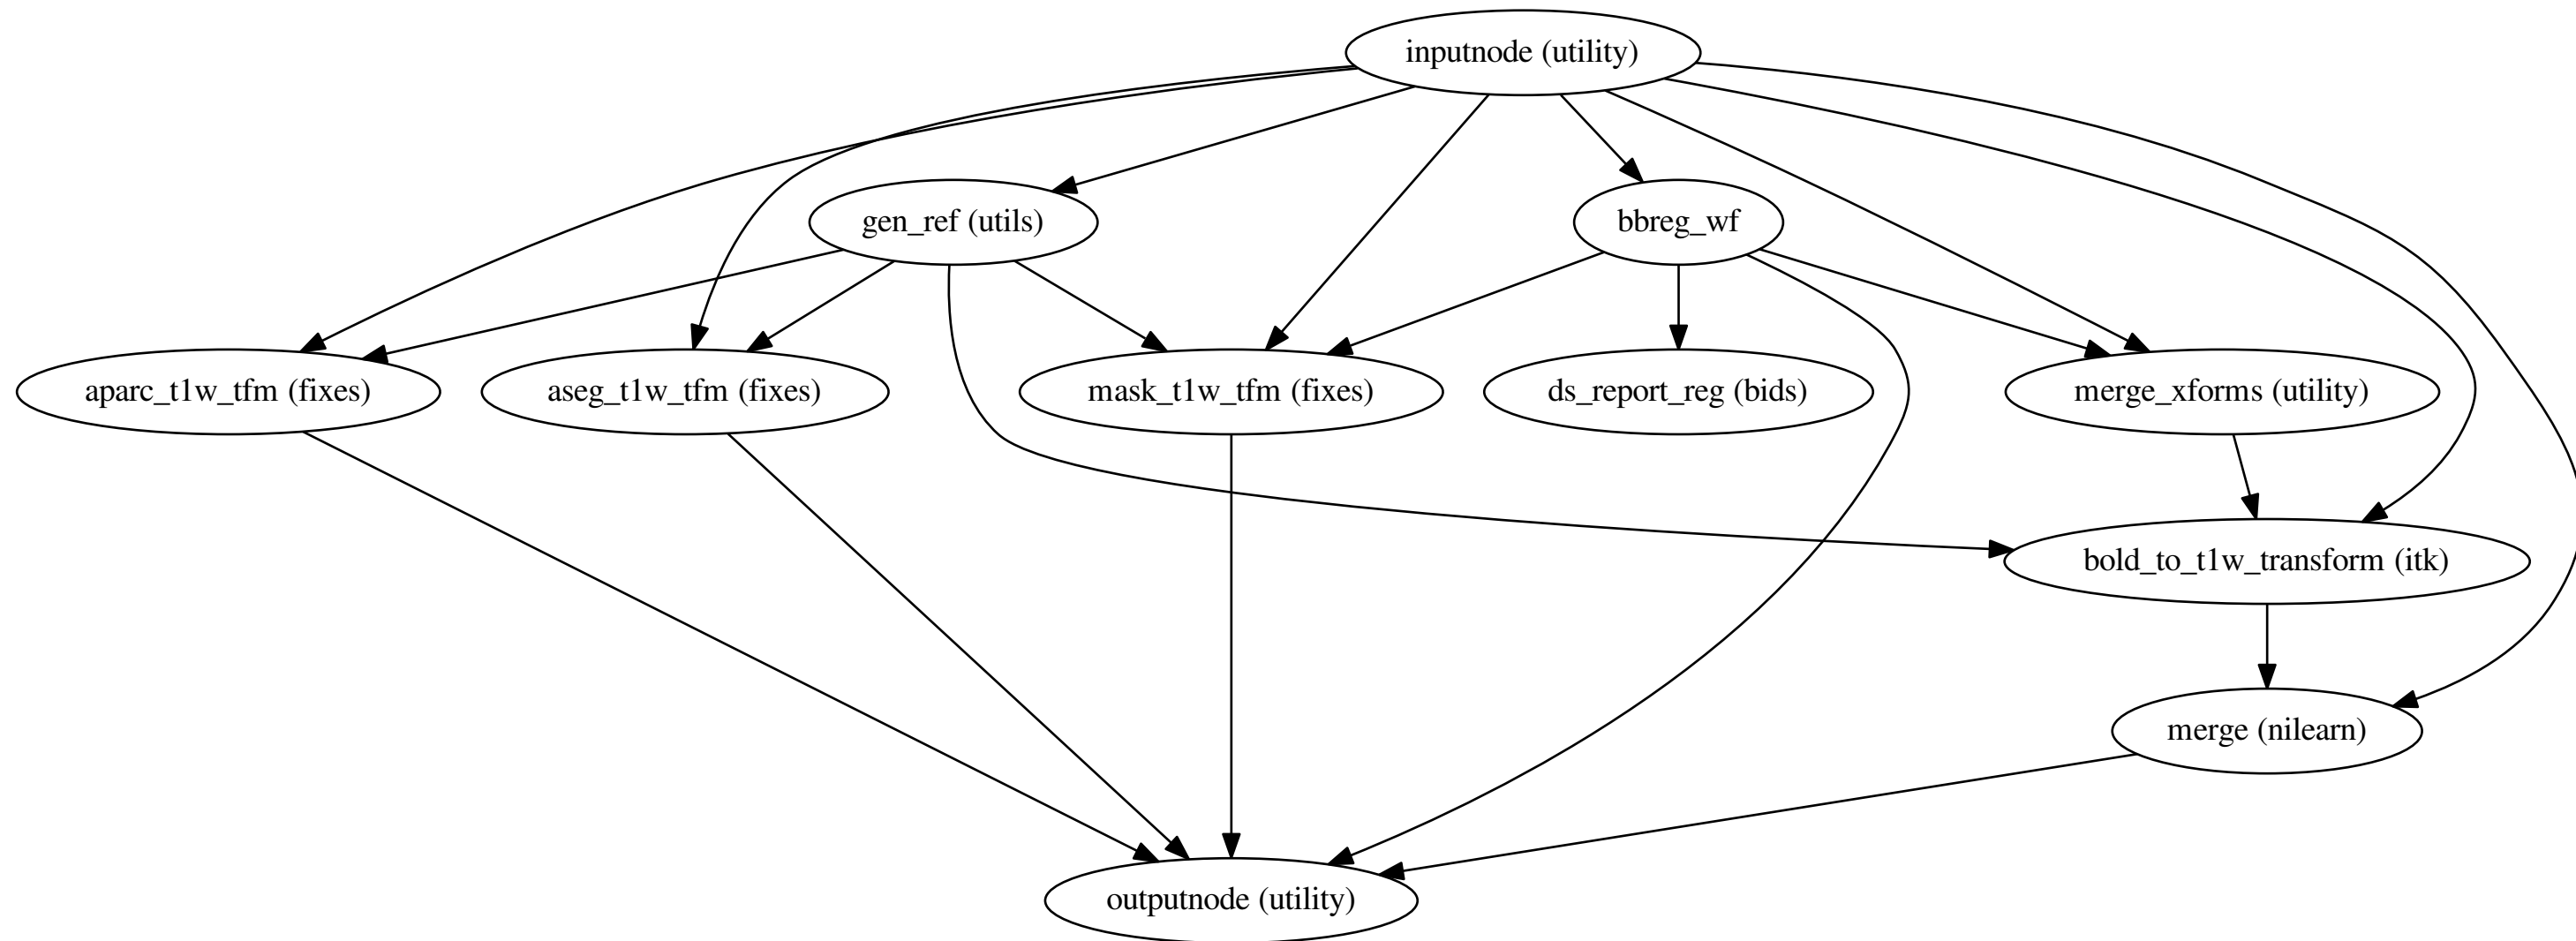 inputnode (utility)
gen_ref (utils)
bbreg_wf
aparc_t1w_tfm (fixes)
aseg_t1w_tfm (fixes)
mask_t1w_tfm (fixes)
ds_report_reg (bids)
merge_xforms (utility)
bold_to_t1w_transform (itk)
merge (nilearn)
outputnode (utility)